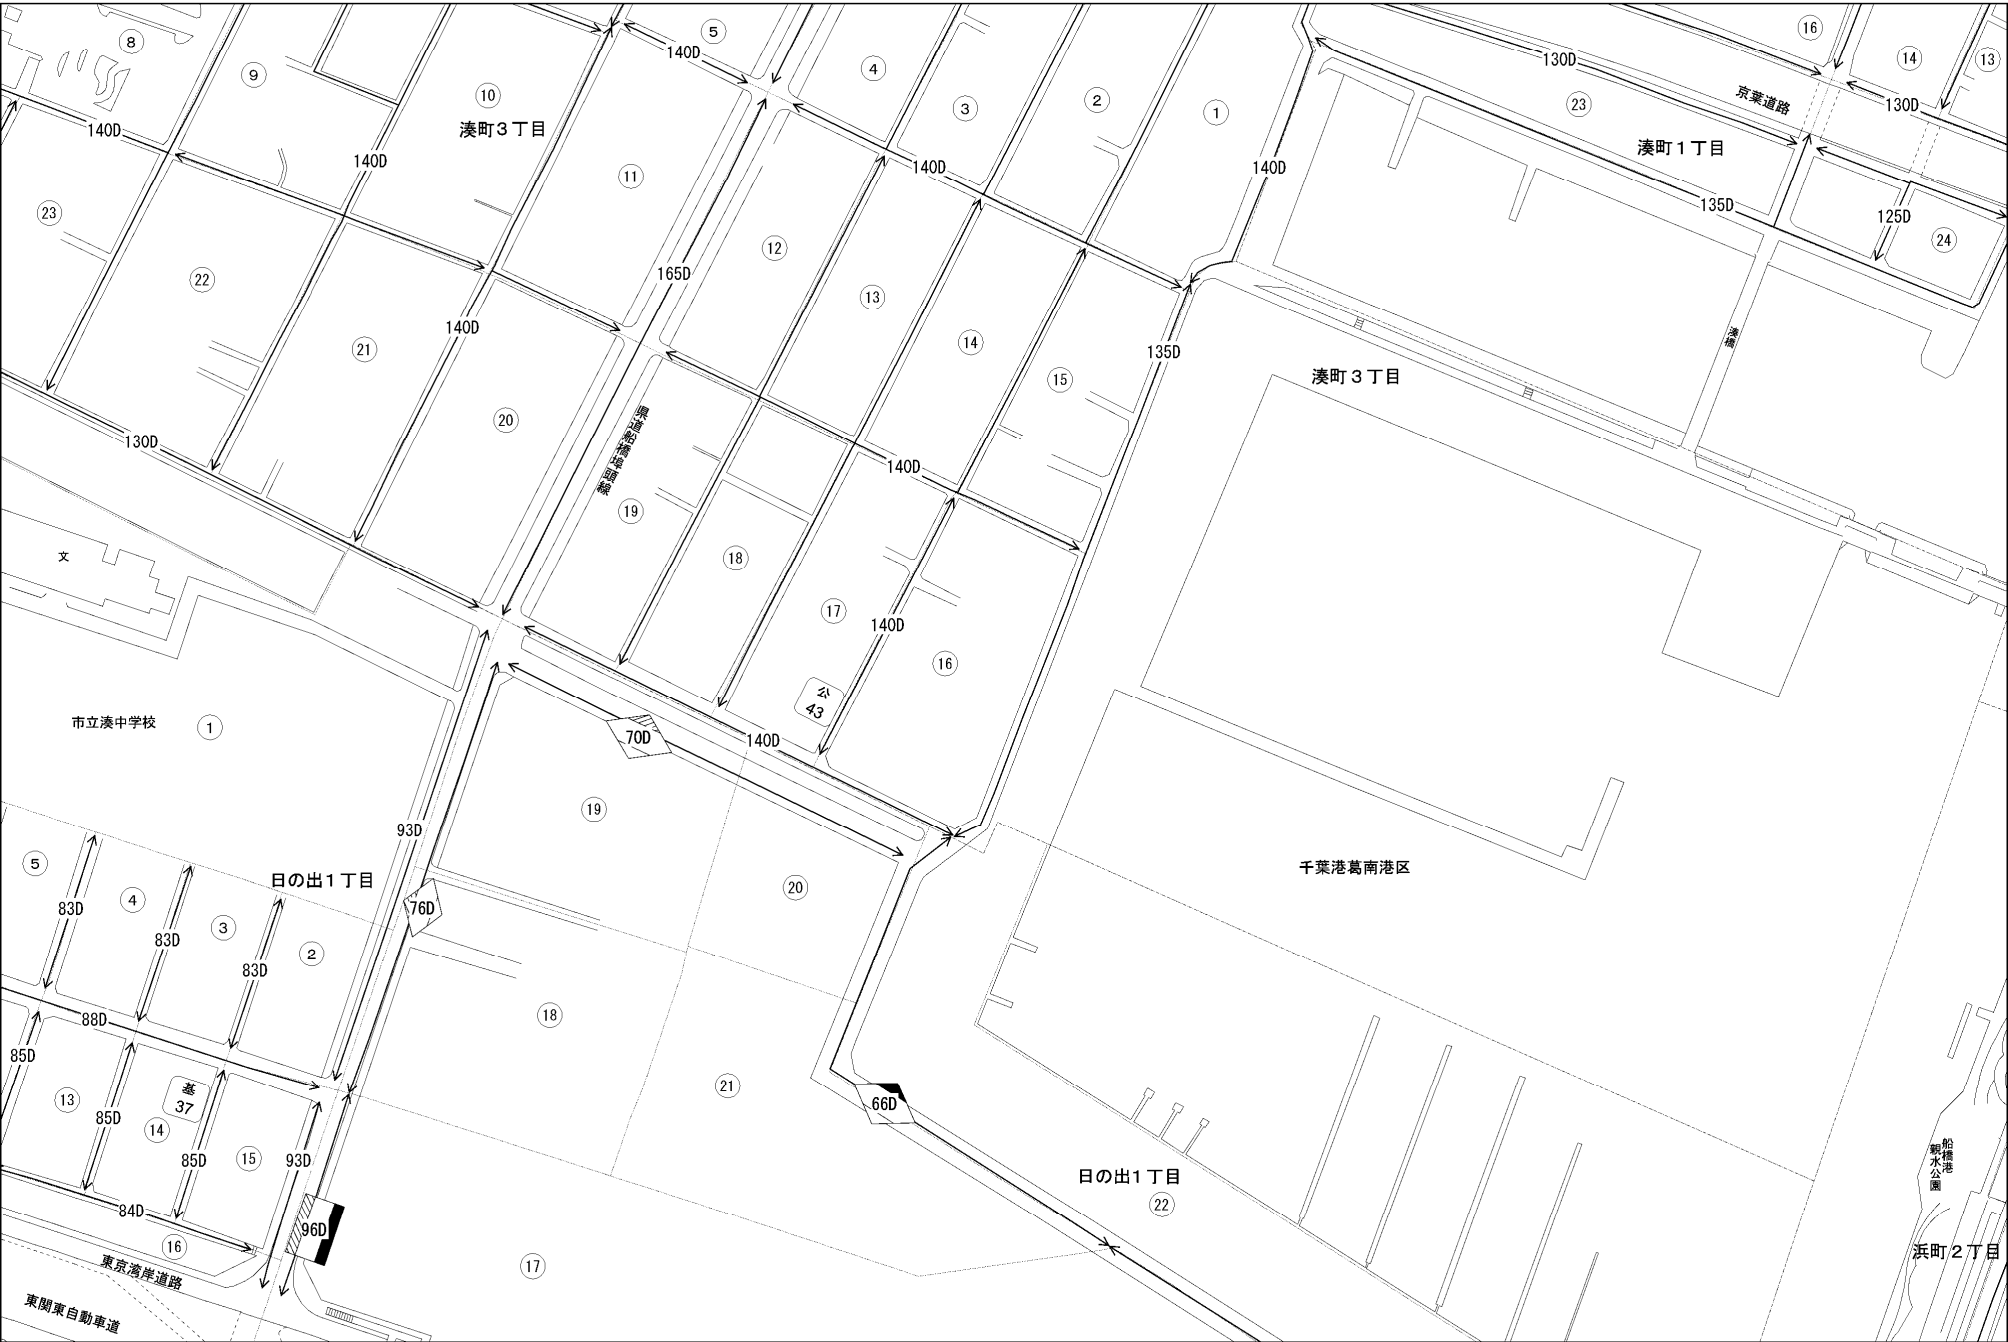 ⑧
⑨
⑩
湊町３丁目
⑤
140D
④
③
②
①
130D
⑯
⑭
⑬
130D
京葉道路
㉓
湊町１丁目
140D
140D
⑪
140D
140D
135D
125D
㉔
㉓
㉒
⑫
165D
⑬
140D
㉑
⑭
135D
湊橋
湊町３丁目
⑮
130D
⑳
県道船橋埠頭線
140D
⑲
⑱
文
⑰
140D
⑯
公
43
市立湊中学校
①
70D
140D
⑲
93D
千葉港葛南港区
⑤
④
日の出１丁目
⑳
83D
③
76D
83D
②
83D
88D
⑱
85D
⑬
基
37
85D
⑭
㉑
66D
85D
⑮
93D
日の出１丁目
㉒
船橋港
親水公園
84D
96D
⑯
浜町２丁目
東京湾岸道路
⑰
東関東自動車道